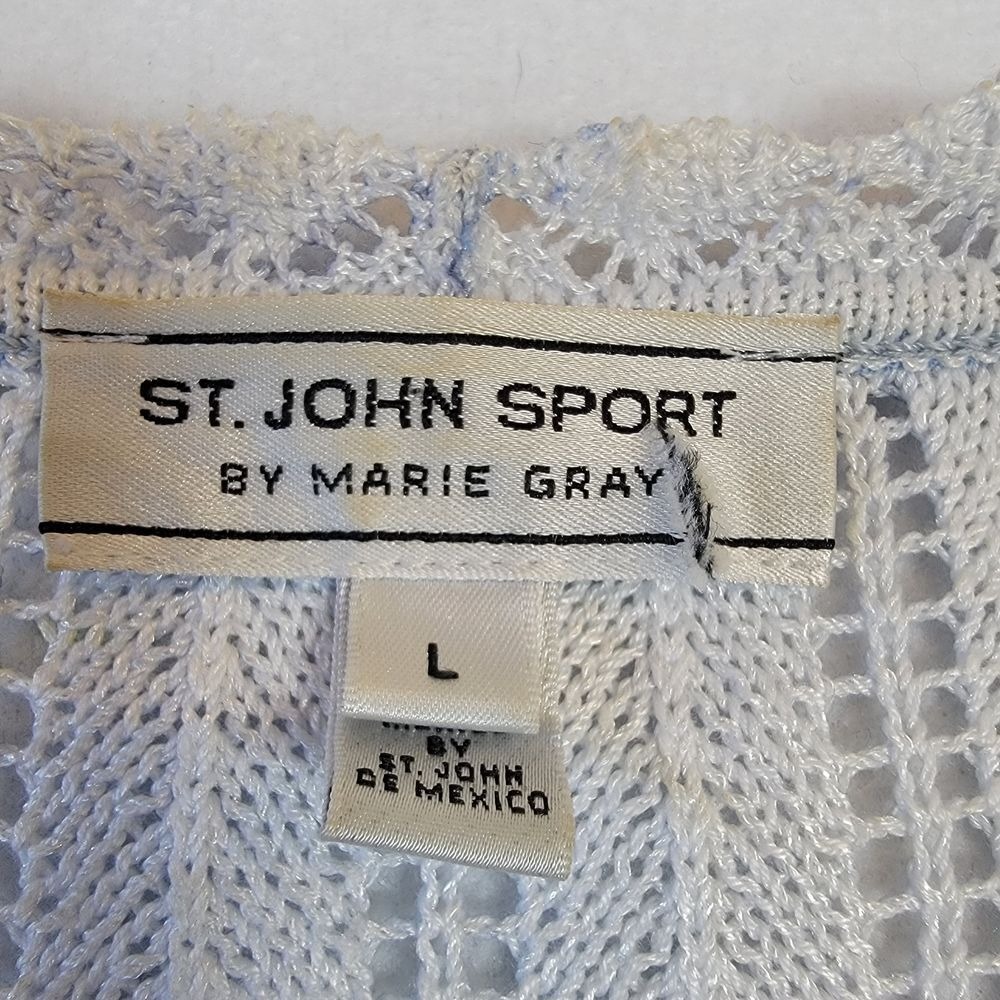 ST. JOHN SPORT
BY MARIE GRAY
L
BY
ST. JOHN
DE MEXICO